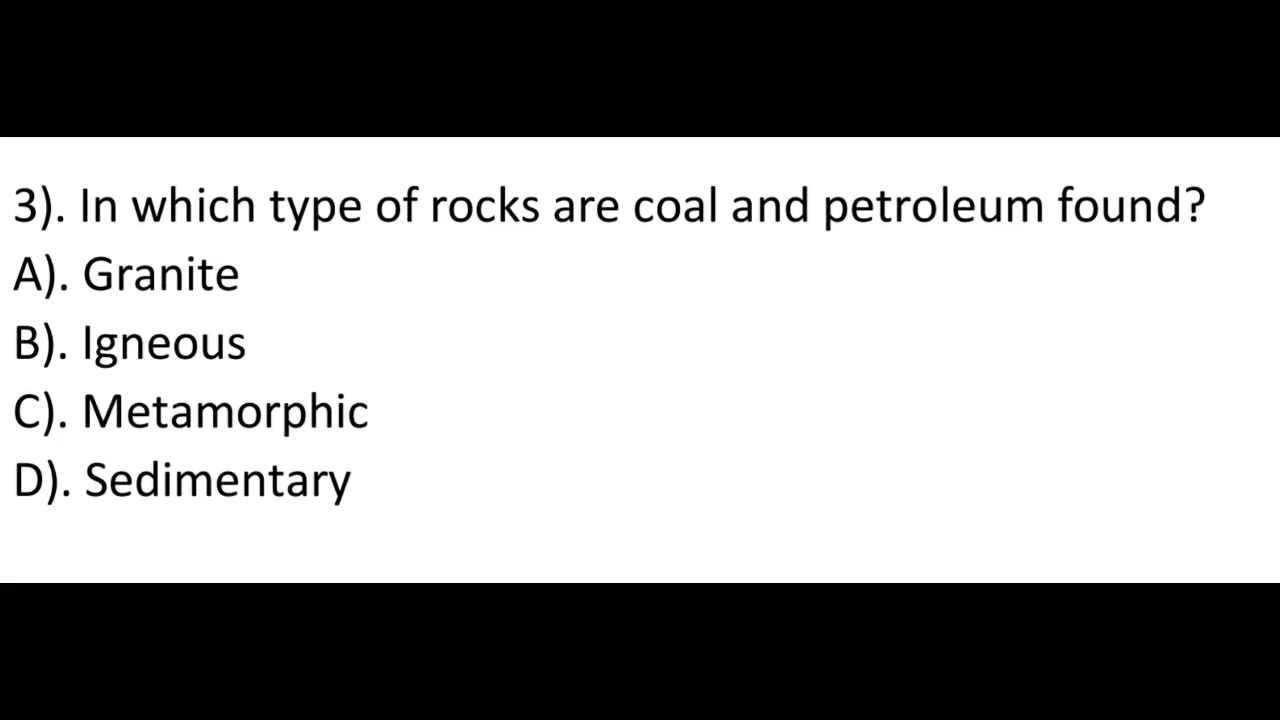 3). In which type of rocks are coal and petroleum found?
A). Granite
B). Igneous
C). Metamorphic
D). Sedimentary